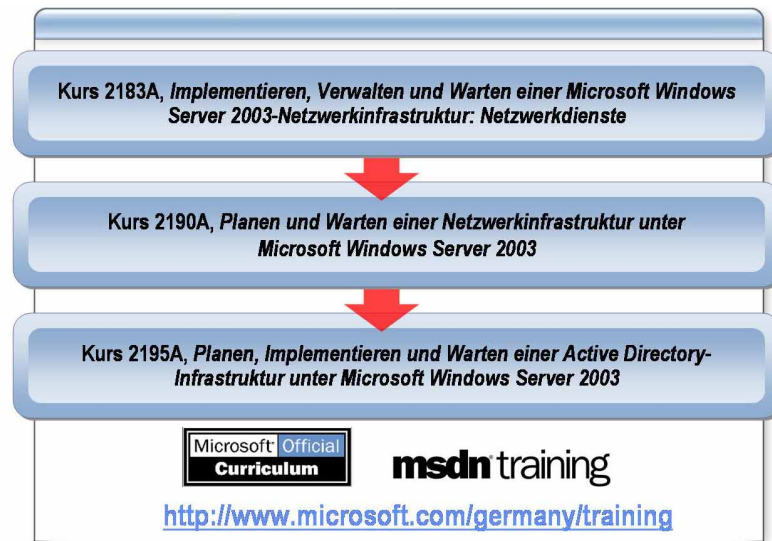 Kurs 2183A, Implementieren, Verwalten und Warten einer Microsoft Windows
Server 2003-Netzwerkinfrastruktur: Netzwerkdienste
Kurs 2190A, Planen und Warten einer Netzwerkinfrastruktur unter
Microsoft Windows Server 2003
Kurs 2195A, Planen, Implementieren und Warten einer Active Directory-
Infrastruktur unter Microsoft Windows Server 2003
Microsoft Official
Curriculum
msdn training
http://www.microsoft.com/germany/training